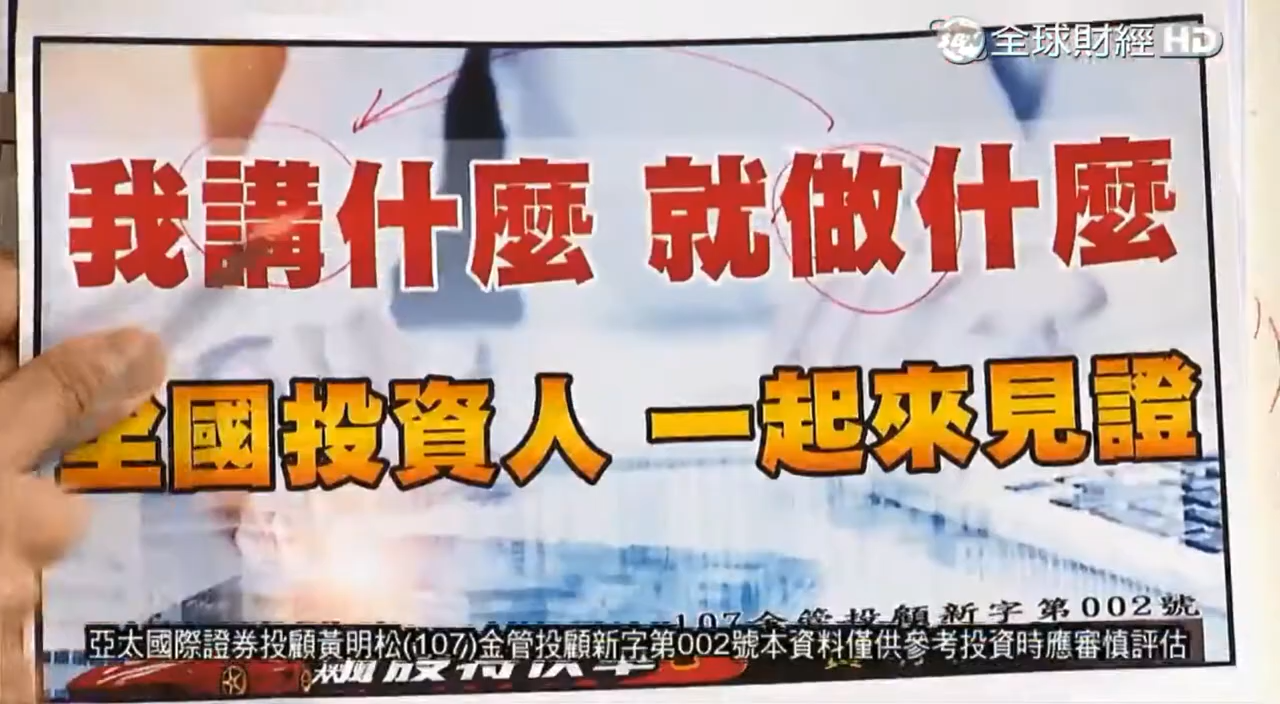 全球財經HD
我講什麼 就做什麼
全國投資人 一起來見證
107金管投顧新字第002號
亞太國際證券投顧黃明松(107)金管投顧新字第002號本資料僅供參考投資時應審慎評估